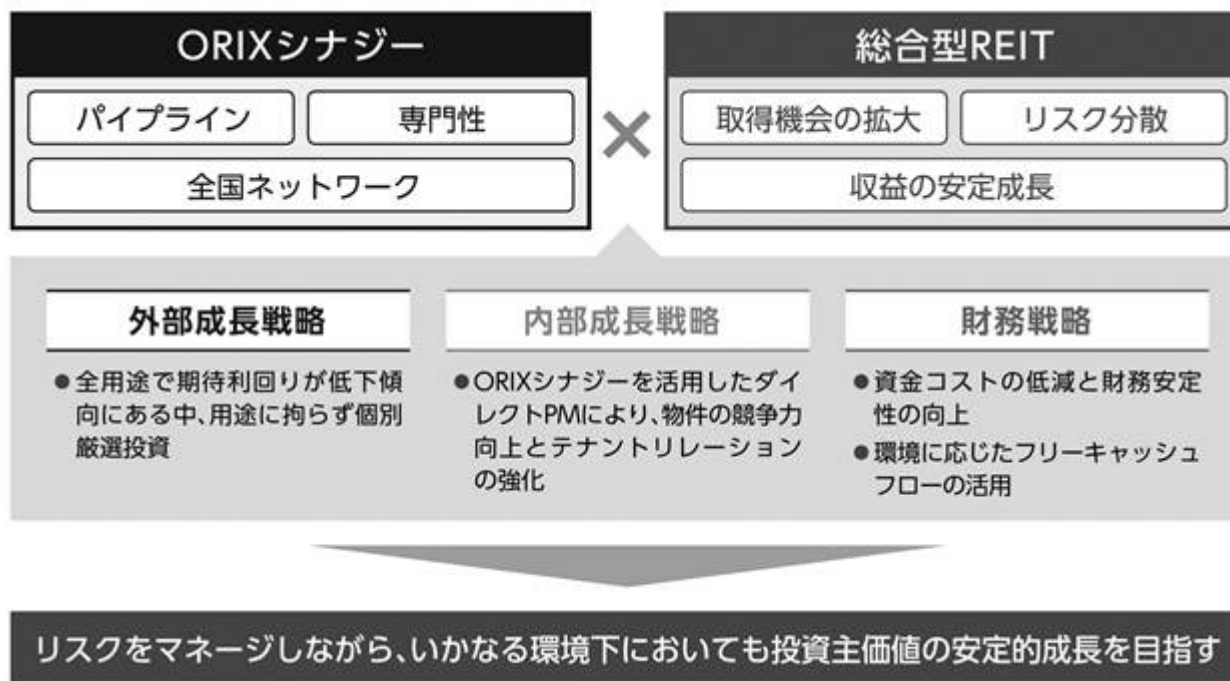 ORIXシナジー
パイプライン
専門性
全国ネットワーク
×
総合型REIT
取得機会の拡大
リスク分散
収益の安定成長
外部成長戦略
●全用途で期待利回りが低下傾
向にある中、用途に拘らず個別
厳選投資
内部成長戦略
●ORIXシナジーを活用したダイ
レクトPMにより、物件の競争力
向上とテナントリレーション
の強化
財務戦略
●資金コストの低減と財務安定
性の向上
●環境に応じたフリーキャッシュ
フローの活用
リスクをマネージしながら、いかなる環境下においても投資主価値の安定的成長を目指す